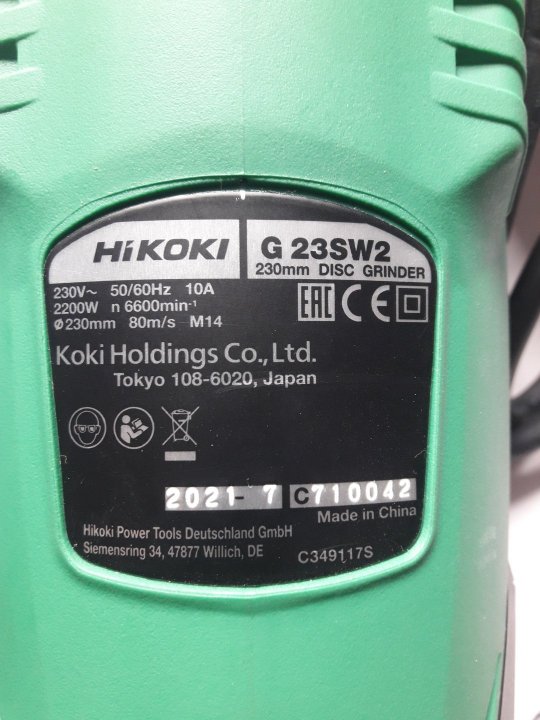 HiKOKI
G 23SW2
230mm DISC GRINDER
230V~ 50/60Hz 10A
2200W n 6600min-1
ø230mm 80m/s M14
EAC CE
Koki Holdings Co., Ltd.
Tokyo 108-6020, Japan
2021- 7 C710042
Made in China
Hikoki Power Tools Deutschland GmbH
Siemensring 34, 47877 Willich, DE
C349117S